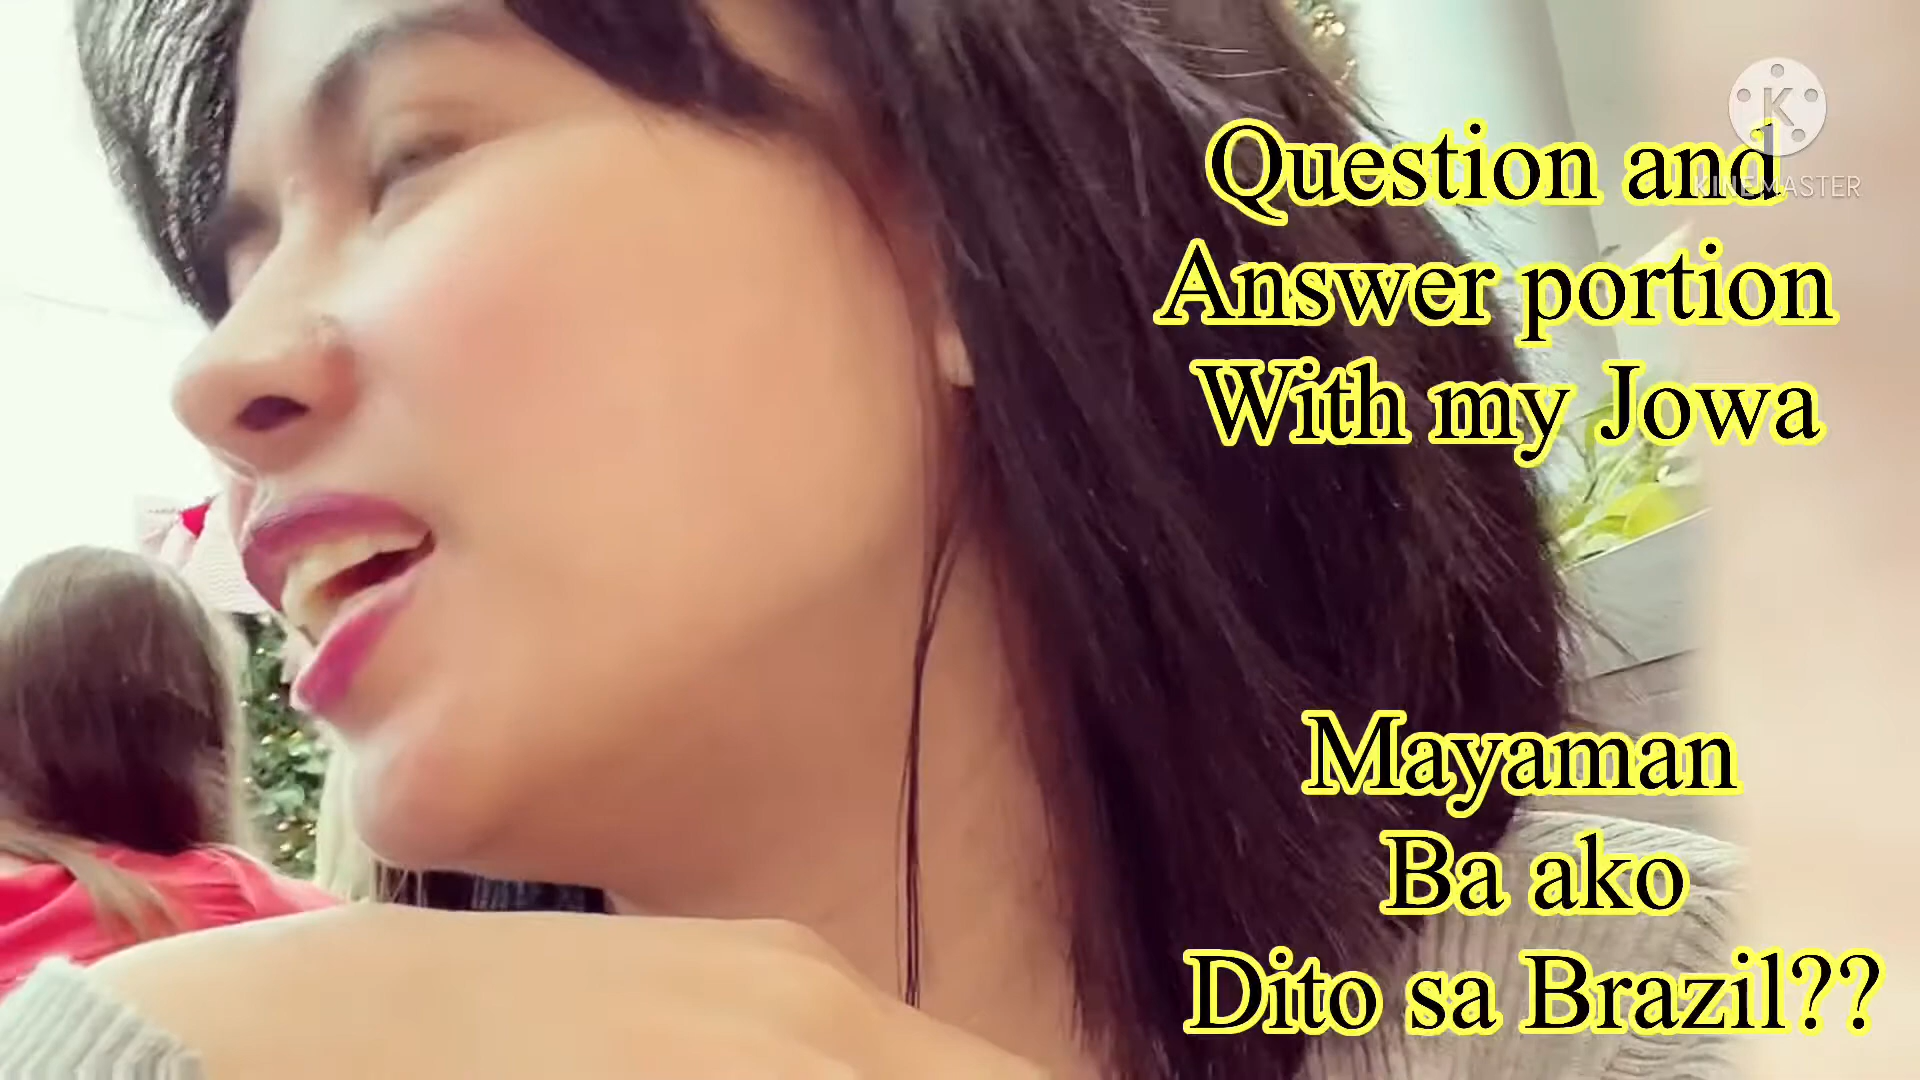 K
KINEMASTER
Question and
Answer portion
With my Jowa
Mayaman
Ba ako
Dito sa Brazil??